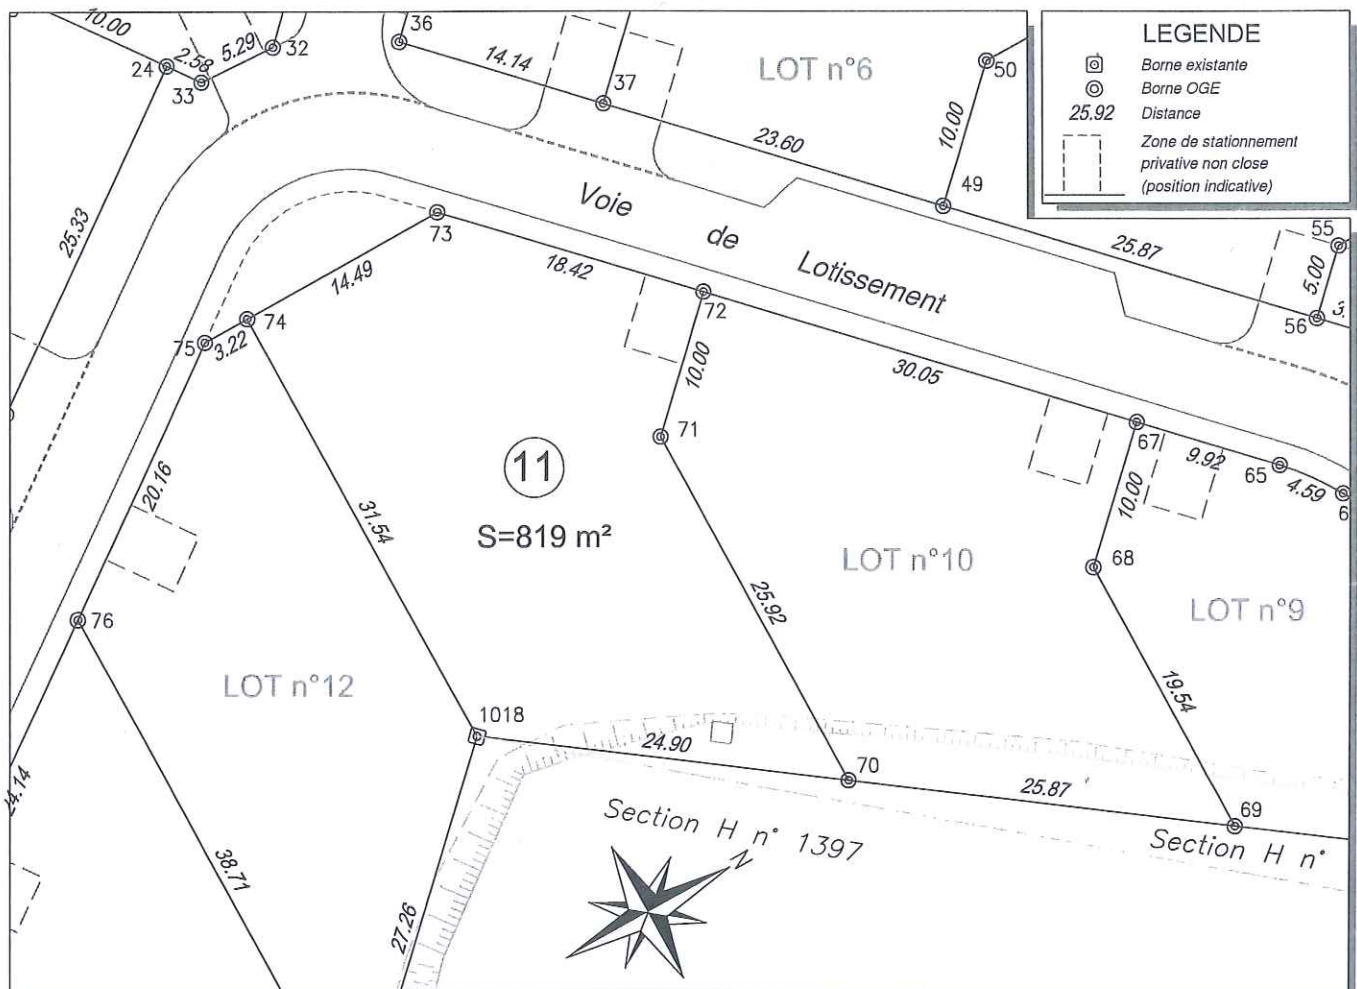 LEGENDE
Borne existante
Borne OGE
25.92 Distance
Zone de stationnement
privative non close
(position indicative)
10.00
24
2.58
33
5.29
32
36
14.14
37
LOT n°6
50
10.00
23.60
49
25.87
55
5.00
56
3.
25.33
Voie
de
Lotissement
73
14.49
18.42
72
74
75
3.22
10.00
30.05
71
67
9.92
65
4.59
6
10.00
68
11
S=819 m²
20.16
31.54
25.92
LOT n°10
LOT n°9
19.54
76
LOT n°12
1018
24.90
70
25.87
69
24.14
38.71
27.26
Section H n° 1397
Section H n°
N